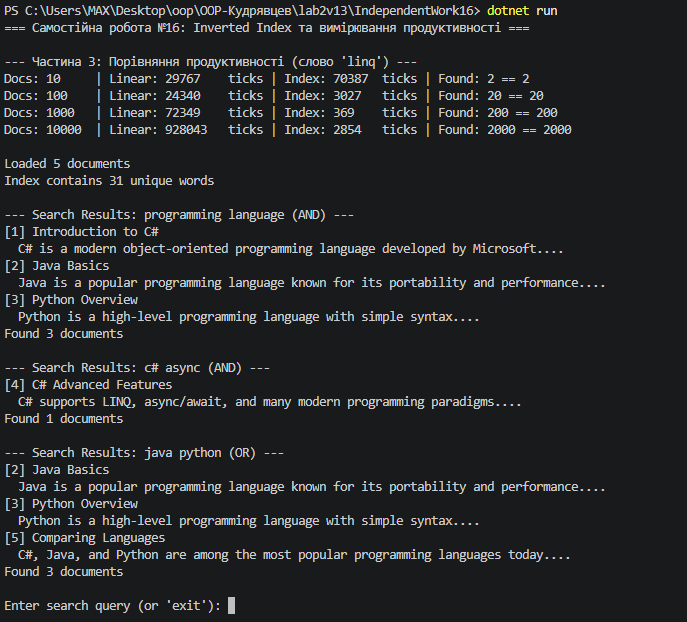 PS C:\Users\MAX\Desktop\oop\OOP-Кудрявцев\lab2v13\IndependentWork16> dotnet run
=== Самостійна робота №16: Inverted Index та вимірювання продуктивності ===

--- Частина 3: Порівняння продуктивності (слово 'linq') ---
Docs: 10    | Linear: 29767    ticks | Index: 70387  ticks | Found: 2 == 2
Docs: 100   | Linear: 24340    ticks | Index: 3027   ticks | Found: 20 == 20
Docs: 1000  | Linear: 72349    ticks | Index: 369    ticks | Found: 200 == 200
Docs: 10000 | Linear: 928043   ticks | Index: 2854   ticks | Found: 2000 == 2000

Loaded 5 documents
Index contains 31 unique words

--- Search Results: programming language (AND) ---
[1] Introduction to C#
  C# is a modern object-oriented programming language developed by Microsoft....
[2] Java Basics
  Java is a popular programming language known for its portability and performance....
[3] Python Overview
  Python is a high-level programming language with simple syntax....
Found 3 documents

--- Search Results: c# async (AND) ---
[4] C# Advanced Features
  C# supports LINQ, async/await, and many modern programming paradigms....
Found 1 documents

--- Search Results: java python (OR) ---
[2] Java Basics
  Java is a popular programming language known for its portability and performance....
[3] Python Overview
  Python is a high-level programming language with simple syntax....
[5] Comparing Languages
  C#, Java, and Python are among the most popular programming languages today....
Found 3 documents

Enter search query (or 'exit'):